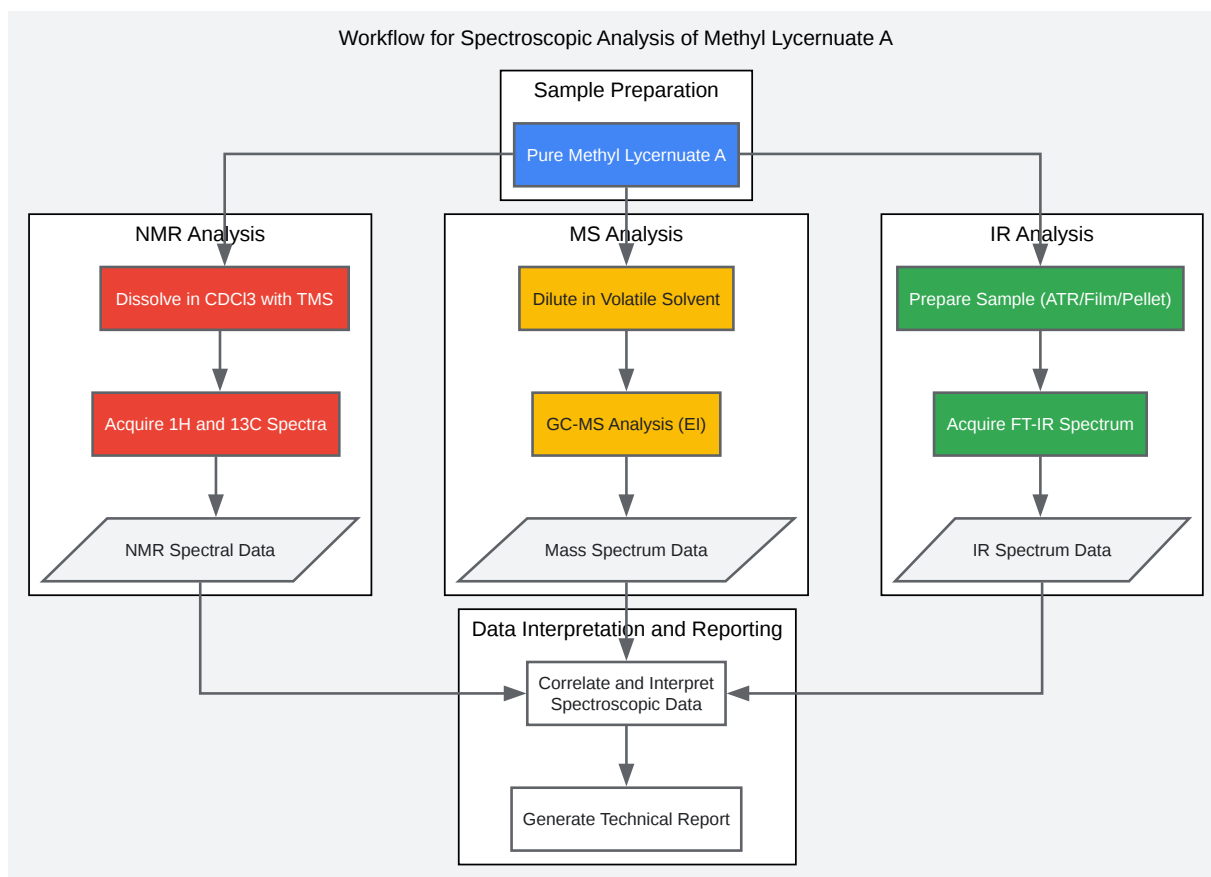 Workflow for Spectroscopic Analysis of Methyl Lycernuate A
Sample Preparation
Pure Methyl Lycernuate A
NMR Analysis
Dissolve in CDCl3 with TMS
Acquire 1H and 13C Spectra
NMR Spectral Data
MS Analysis
Dilute in Volatile Solvent
GC-MS Analysis (EI)
Mass Spectrum Data
IR Analysis
Prepare Sample (ATR/Film/Pellet)
Acquire FT-IR Spectrum
IR Spectrum Data
Data Interpretation and Reporting
Correlate and Interpret
Spectroscopic Data
Generate Technical Report